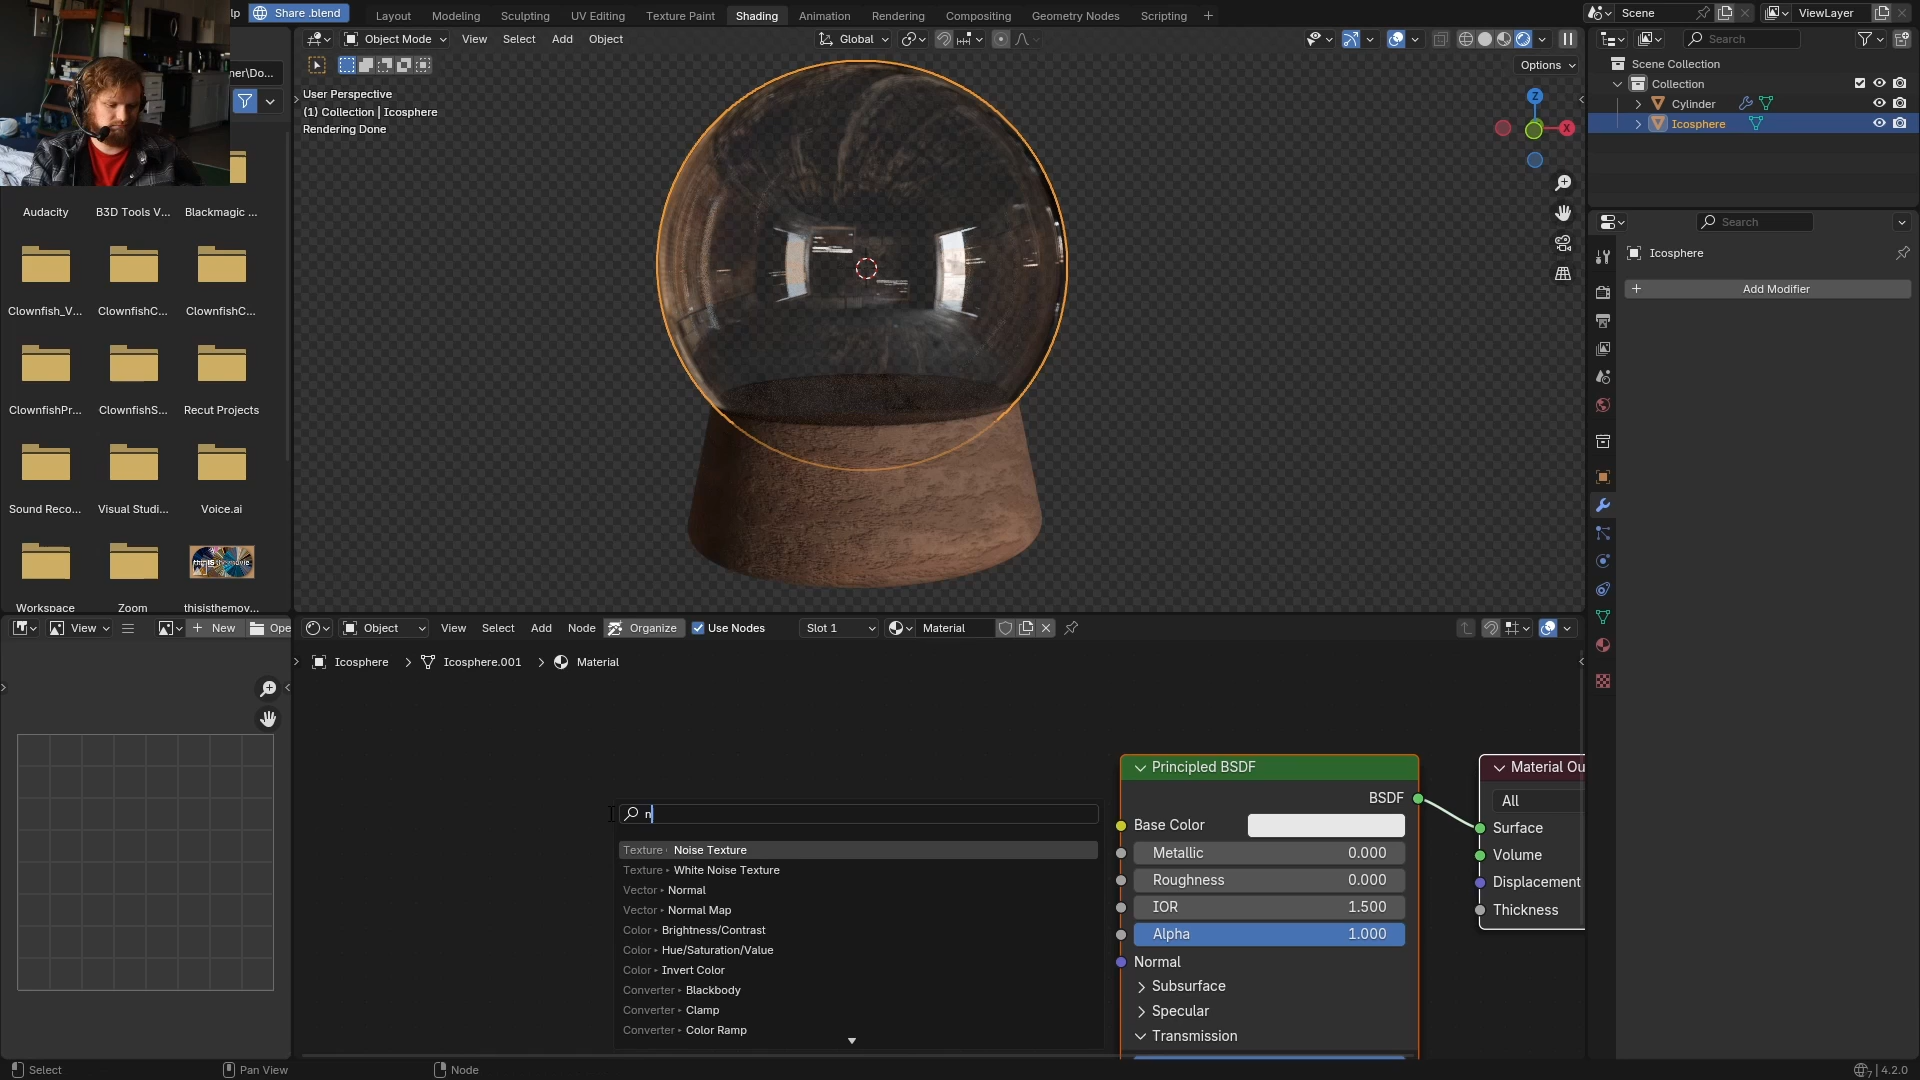 lp
Share .blend
Layout
Modeling
Sculpting
UV Editing
Texture Paint
Shading
Animation
Rendering
Compositing
Geometry Nodes
Scripting
Scene
ViewLayer
Object Mode
View
Select
Add
Object
Global
Search
ner\Do...
Options
User Perspective
(1) Collection | Icosphere
Rendering Done
Scene Collection
Collection
Cylinder
Icosphere
Z
X
Search
Icosphere
Add Modifier
Audacity
B3D Tools V...
Blackmagic ...
Clownfish_V...
ClownfishC...
ClownfishC...
ClownfishPr...
ClownfishS...
Recut Projects
Sound Reco...
Visual Studi...
Voice.ai
Workspace
Zoom
thisisthemov...
View
New
Ope
Object
View
Select
Add
Node
Organize
Use Nodes
Slot 1
Material
Icosphere
Icosphere.001
Material
n
Texture Noise Texture
Texture White Noise Texture
Vector Normal
Vector Normal Map
Color Brightness/Contrast
Color Hue/Saturation/Value
Color Invert Color
Converter Blackbody
Converter Clamp
Converter Color Ramp
Principled BSDF
BSDF
Base Color
Metallic 0.000
Roughness 0.000
IOR 1.500
Alpha 1.000
Normal
Subsurface
Specular
Transmission
Material Ou
All
Surface
Volume
Displacement
Thickness
Select
Pan View
Node
4.2.0